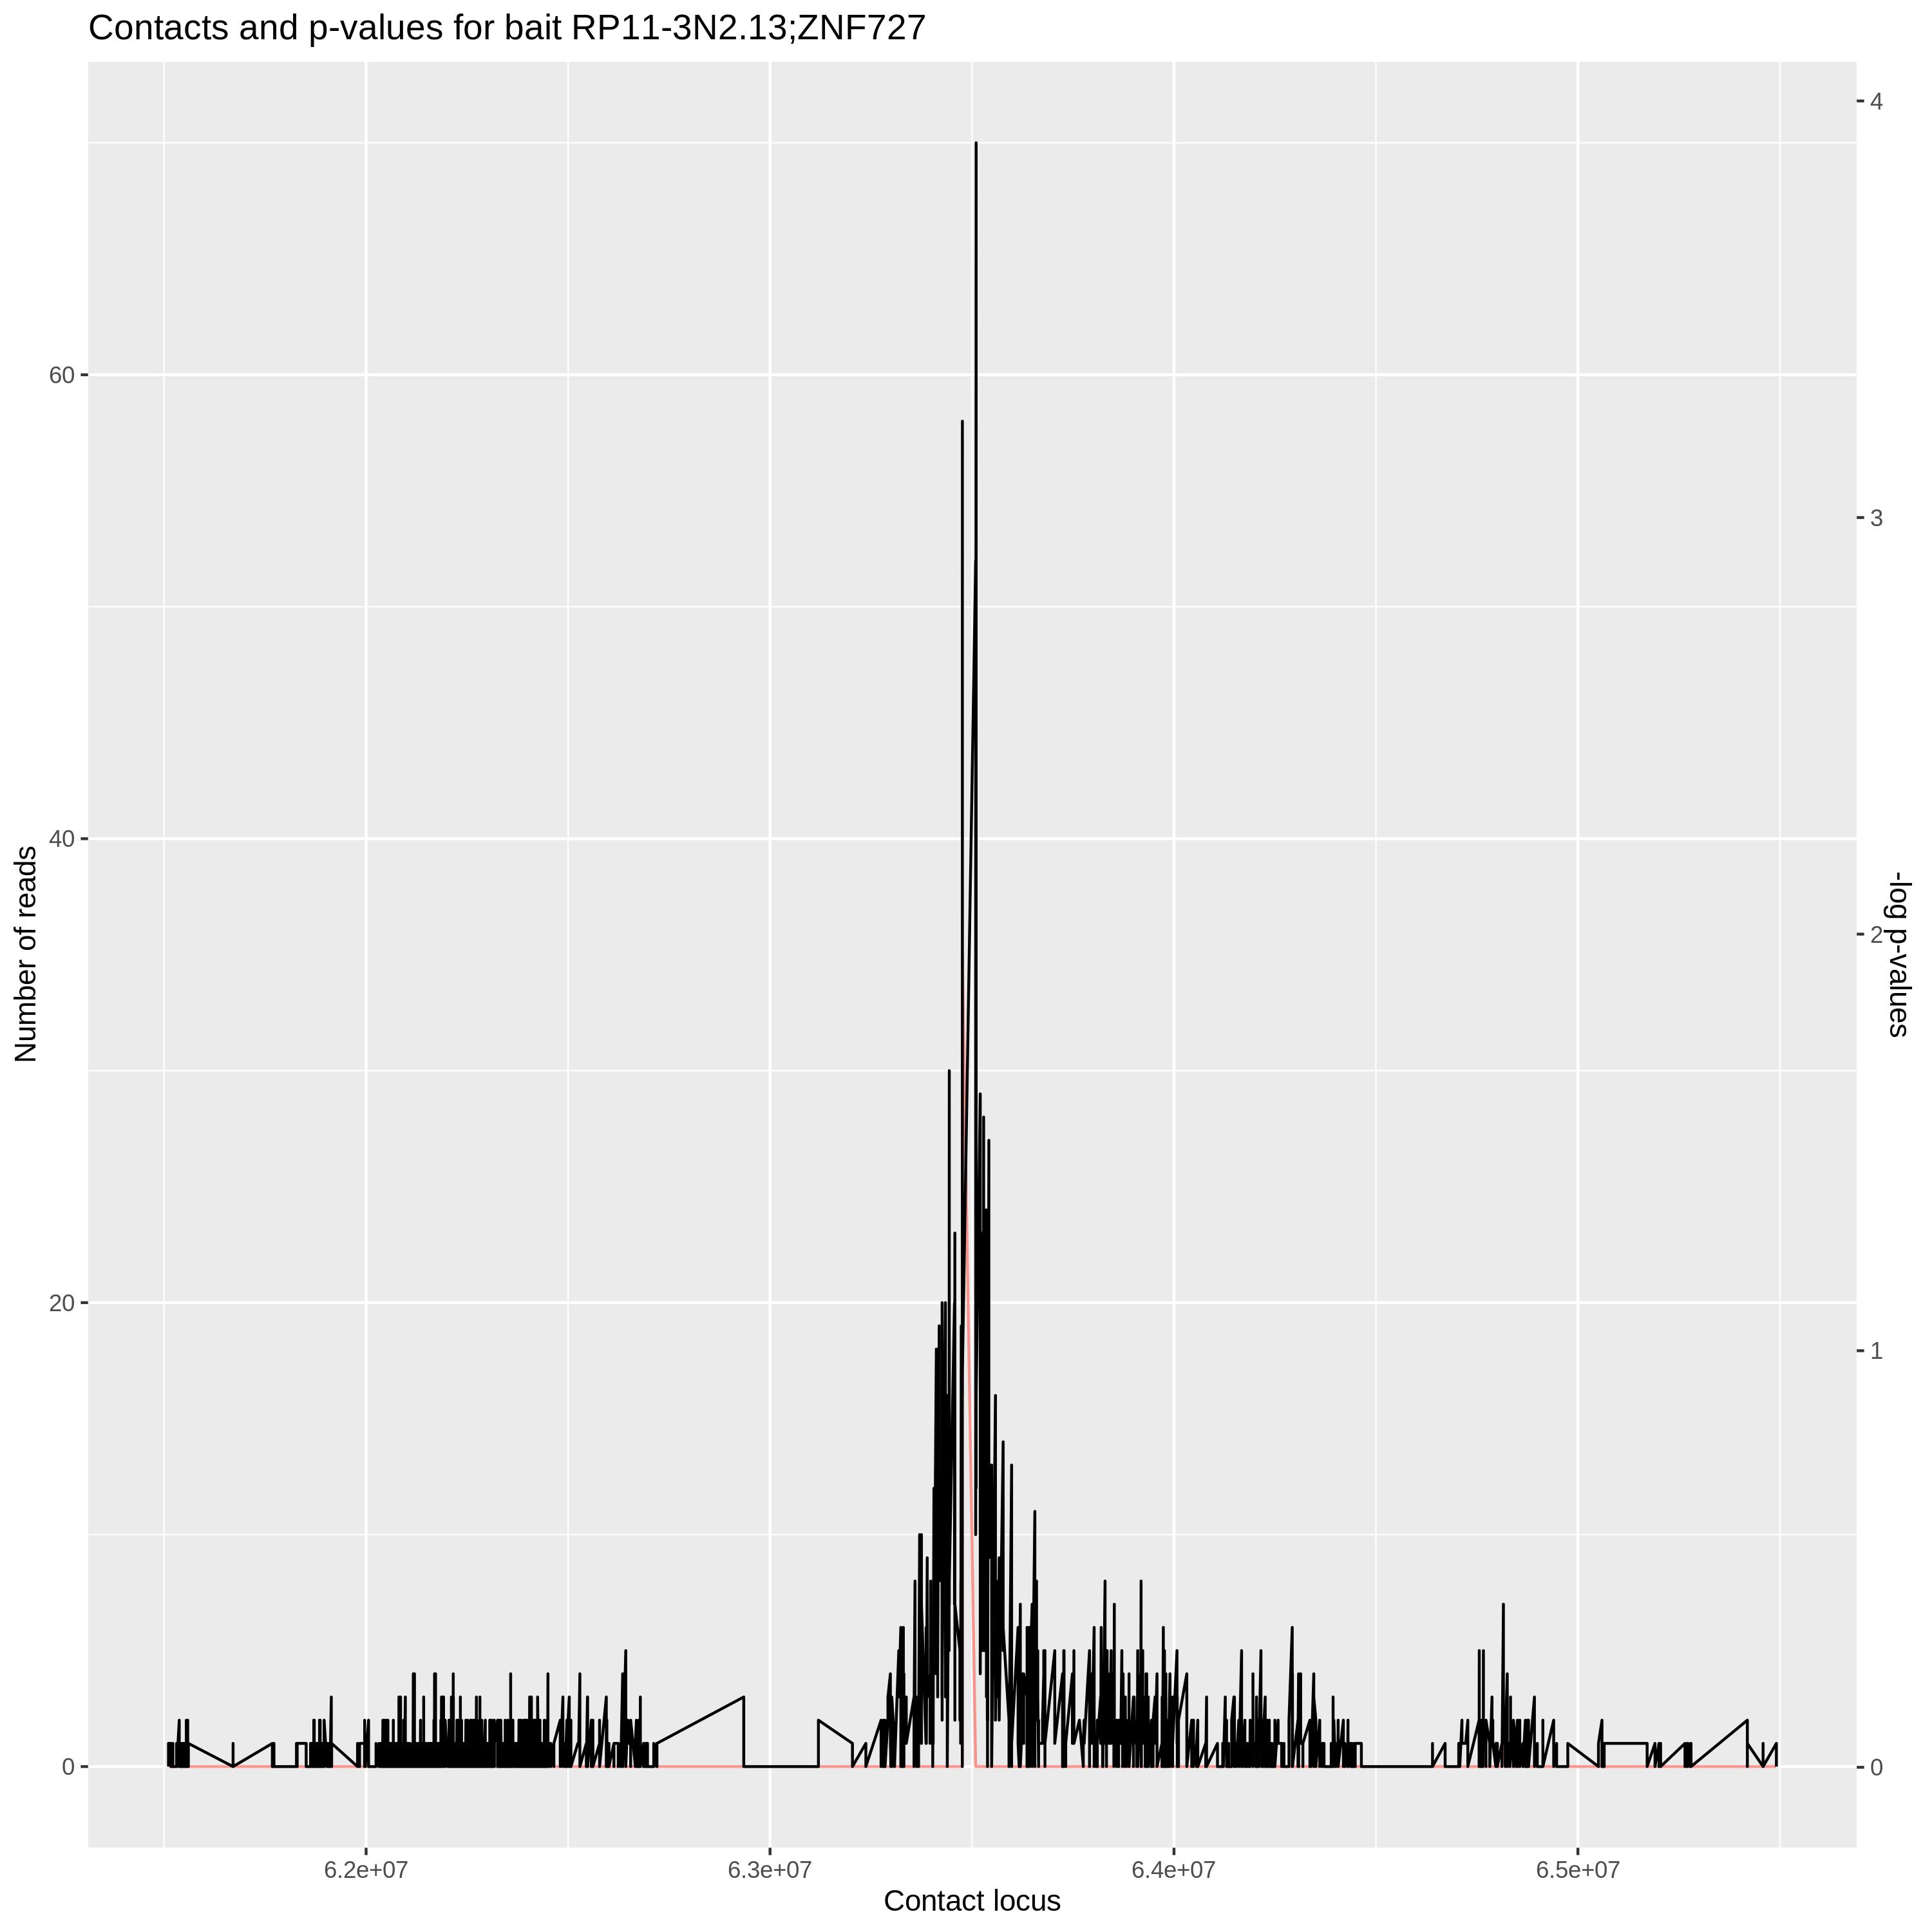 Contacts and p-values for bait RP11-3N2.13;ZNF727
4
3
60
40
Number of reads
-log p-values
2
20
1
0
0
6.2e+07
6.3e+07
6.4e+07
6.5e+07
Contact locus